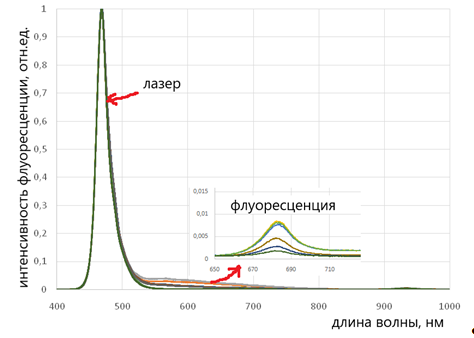 интенсивность флуоресценции, отн.ед.
1
0,9
0,8
0,7
0,6
0,5
0,4
0,3
0,2
0,1
0
лазер
флуоресценция
0,015
0,01
0,005
0
650 670 690 710
400 500 600 700 800 900 1000
длина волны, нм